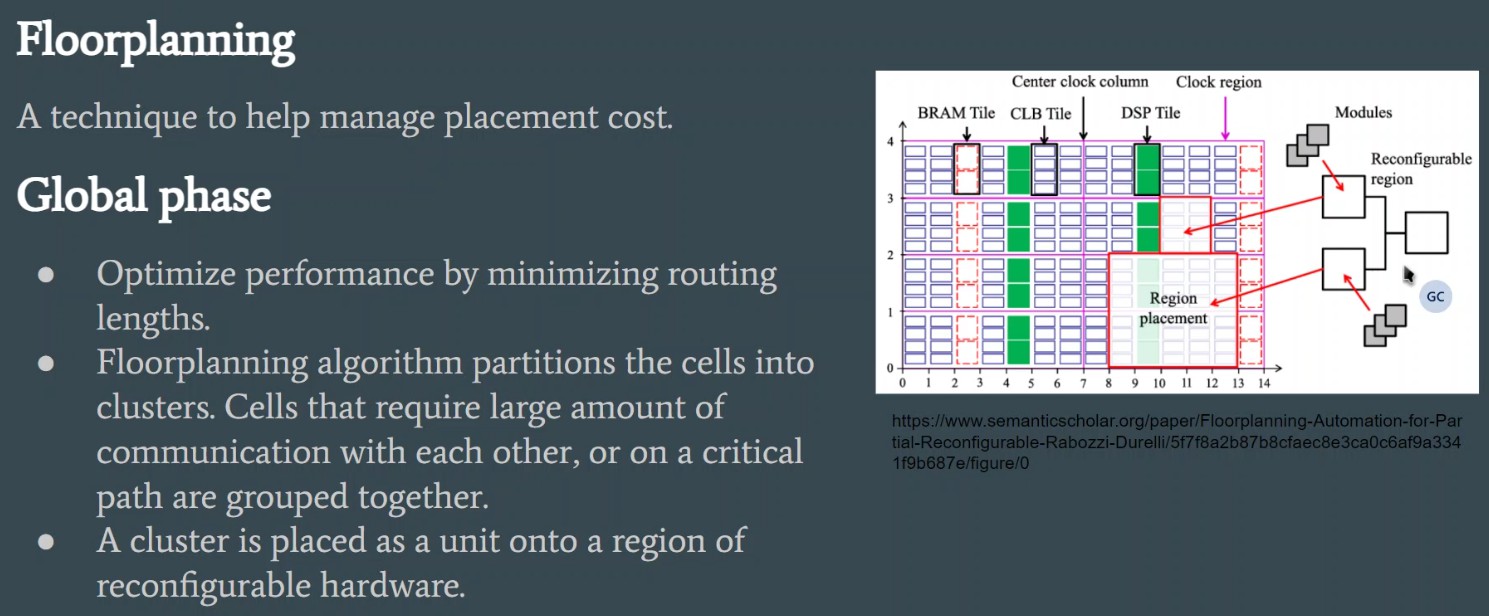 Floorplanning
A technique to help manage placement cost.
Global phase
● Optimize performance by minimizing routing
lengths.
● Floorplanning algorithm partitions the cells into
clusters. Cells that require large amount of
communication with each other, or on a critical
path are grouped together.
● A cluster is placed as a unit onto a region of
reconfigurable hardware.
Center clock column
Clock region
BRAM Tile
CLB Tile
DSP Tile
Modules
Reconfigurable
region
4
3
2
1
0
Region
placement
0 1 2 3 4 5 6 7 8 9 10 11 12 13 14
GC
https://www.semanticscholar.org/paper/Floorplanning-Automation-for-Par
tial-Reconfigurable-Rabozzi-Durelli/5f7f8a2b87b8cfaec8e3ca0c6af9a334
1f9b687e/figure/0